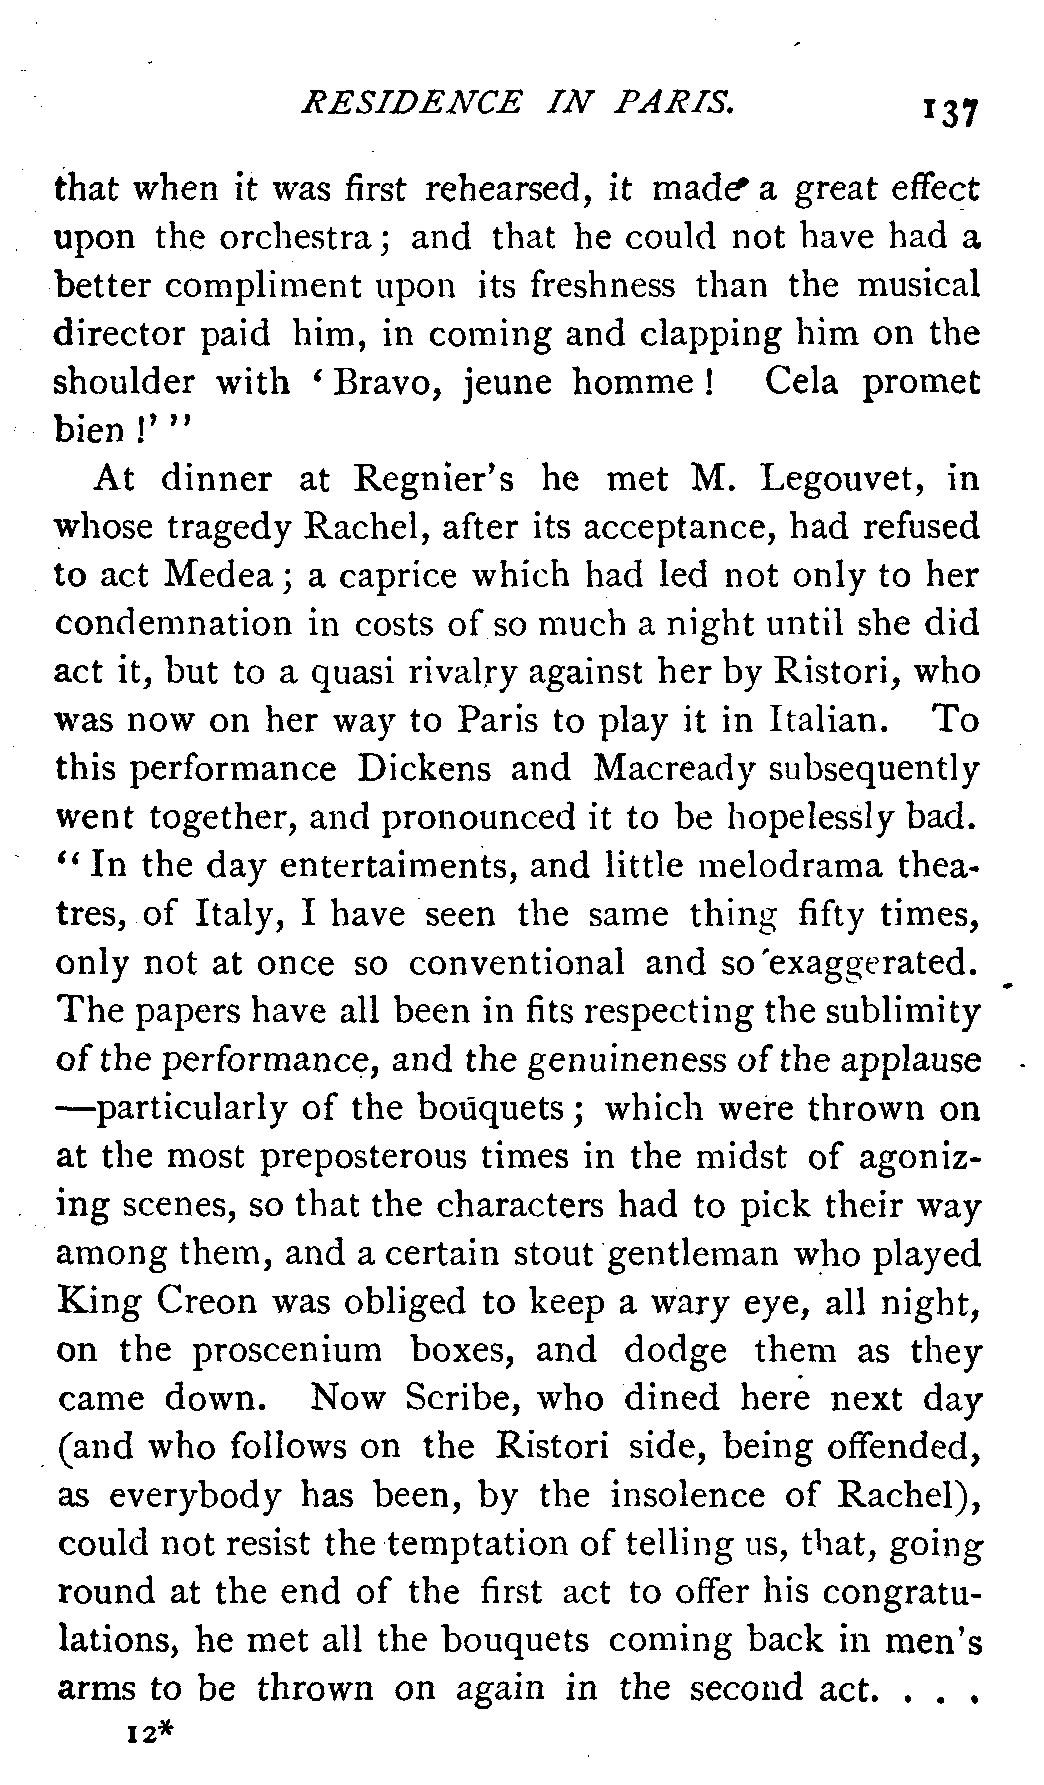 RESIDENCE IN PARIS. 137
that when it was first rehearsed, it made a great effect
upon the orchestra; and that he could not have had a
better compliment upon its freshness than the musical
director paid him, in coming and clapping him on the
shoulder with ‘Bravo, jeune homme! Cela promet
bien!’”
At dinner at Regnier's he met M. Legouvet, in
whose tragedy Rachel, after its acceptance, had refused
to act Medea; a caprice which had led not only to her
condemnation in costs of so much a night until she did
act it, but to a quasi rivalry against her by Ristori, who
was now on her way to Paris to play it in Italian. To
this performance Dickens and Macready subsequently
went together, and pronounced it to be hopelessly bad.
“In the day entertaiments, and little melodrama thea-
tres, of Italy, I have seen the same thing fifty times,
only not at once so conventional and so exaggerated.
The papers have all been in fits respecting the sublimity
of the performance, and the genuineness of the applause
—particularly of the bouquets; which were thrown on
at the most preposterous times in the midst of agoniz-
ing scenes, so that the characters had to pick their way
among them, and a certain stout gentleman who played
King Creon was obliged to keep a wary eye, all night,
on the proscenium boxes, and dodge them as they
came down. Now Scribe, who dined here next day
(and who follows on the Ristori side, being offended,
as everybody has been, by the insolence of Rachel),
could not resist the temptation of telling us, that, going
round at the end of the first act to offer his congratu-
lations, he met all the bouquets coming back in men's
arms to be thrown on again in the second act. . . .
12*